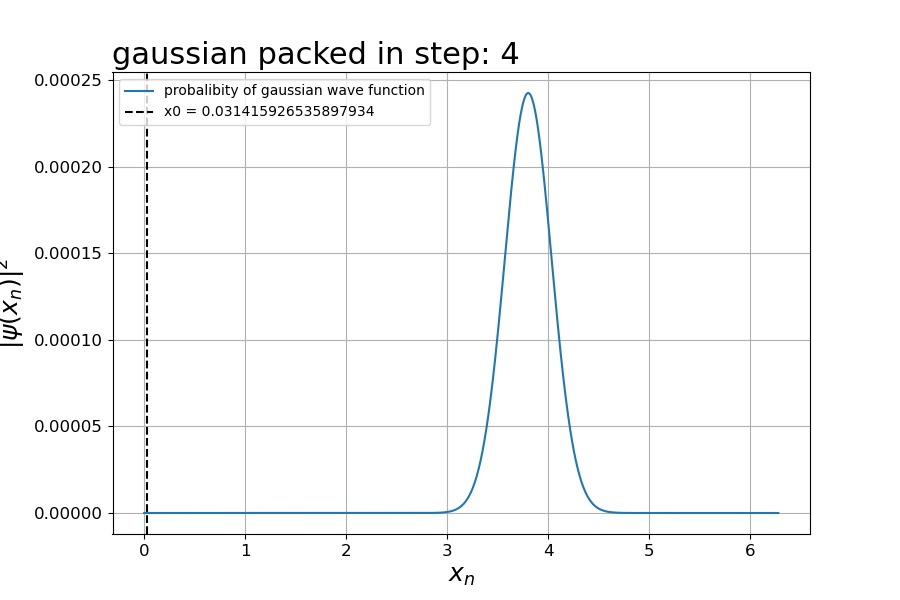 gaussian packed in step: 4
probalibity of gaussian wave function
x0 = 0.031415926535897934
0.00025
0.00020
0.00015
0.00010
0.00005
0.00000
|ψ(xₙ)|²
0 1 2 3 4 5 6
xₙ